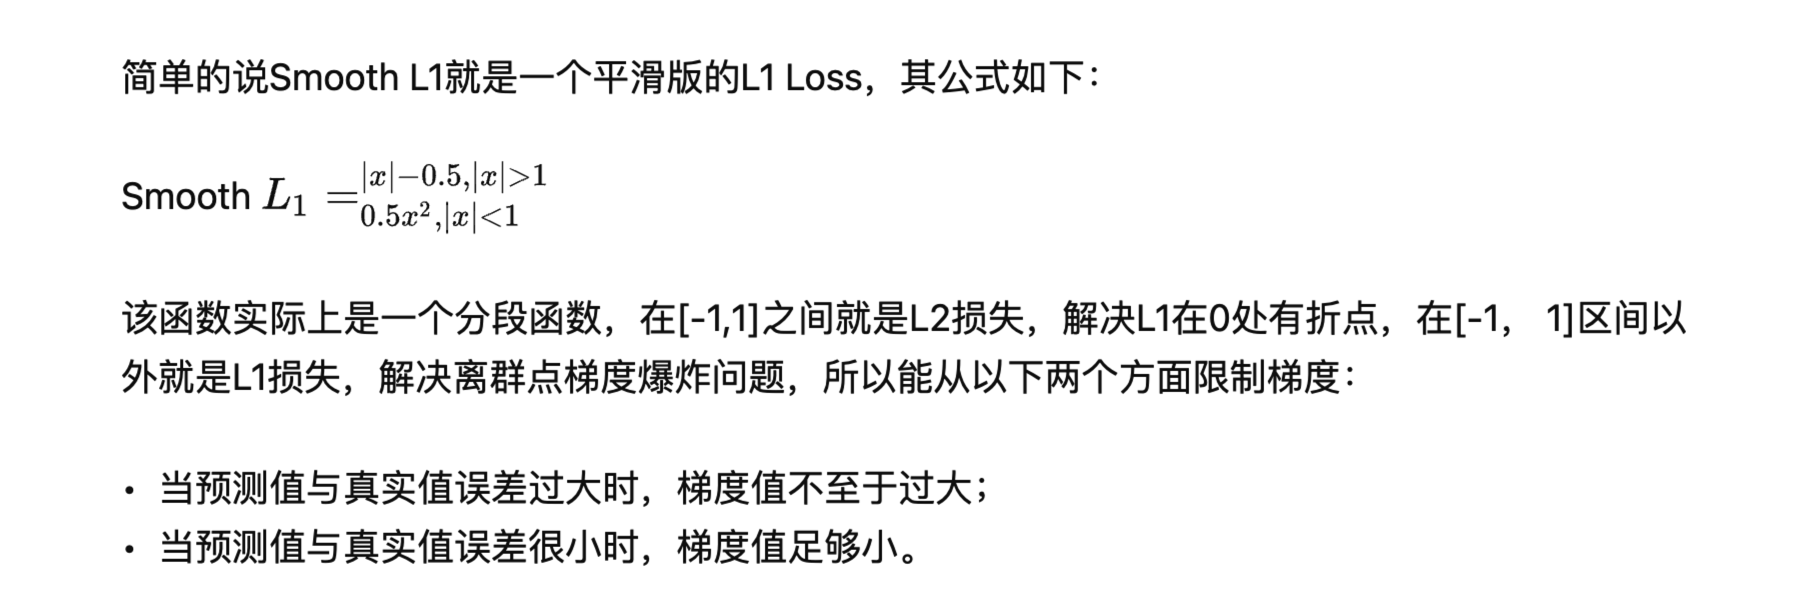 简单的说Smooth L1就是一个平滑版的L1 Loss，其公式如下：
Smooth L₁ = |x|−0.5,|x|>1
0.5x²,|x|<1
该函数实际上是一个分段函数，在[-1,1]之间就是L2损失，解决L1在0处有折点，在[-1， 1]区间以
外就是L1损失，解决离群点梯度爆炸问题，所以能从以下两个方面限制梯度：
• 当预测值与真实值误差过大时，梯度值不至于过大；
• 当预测值与真实值误差很小时，梯度值足够小。